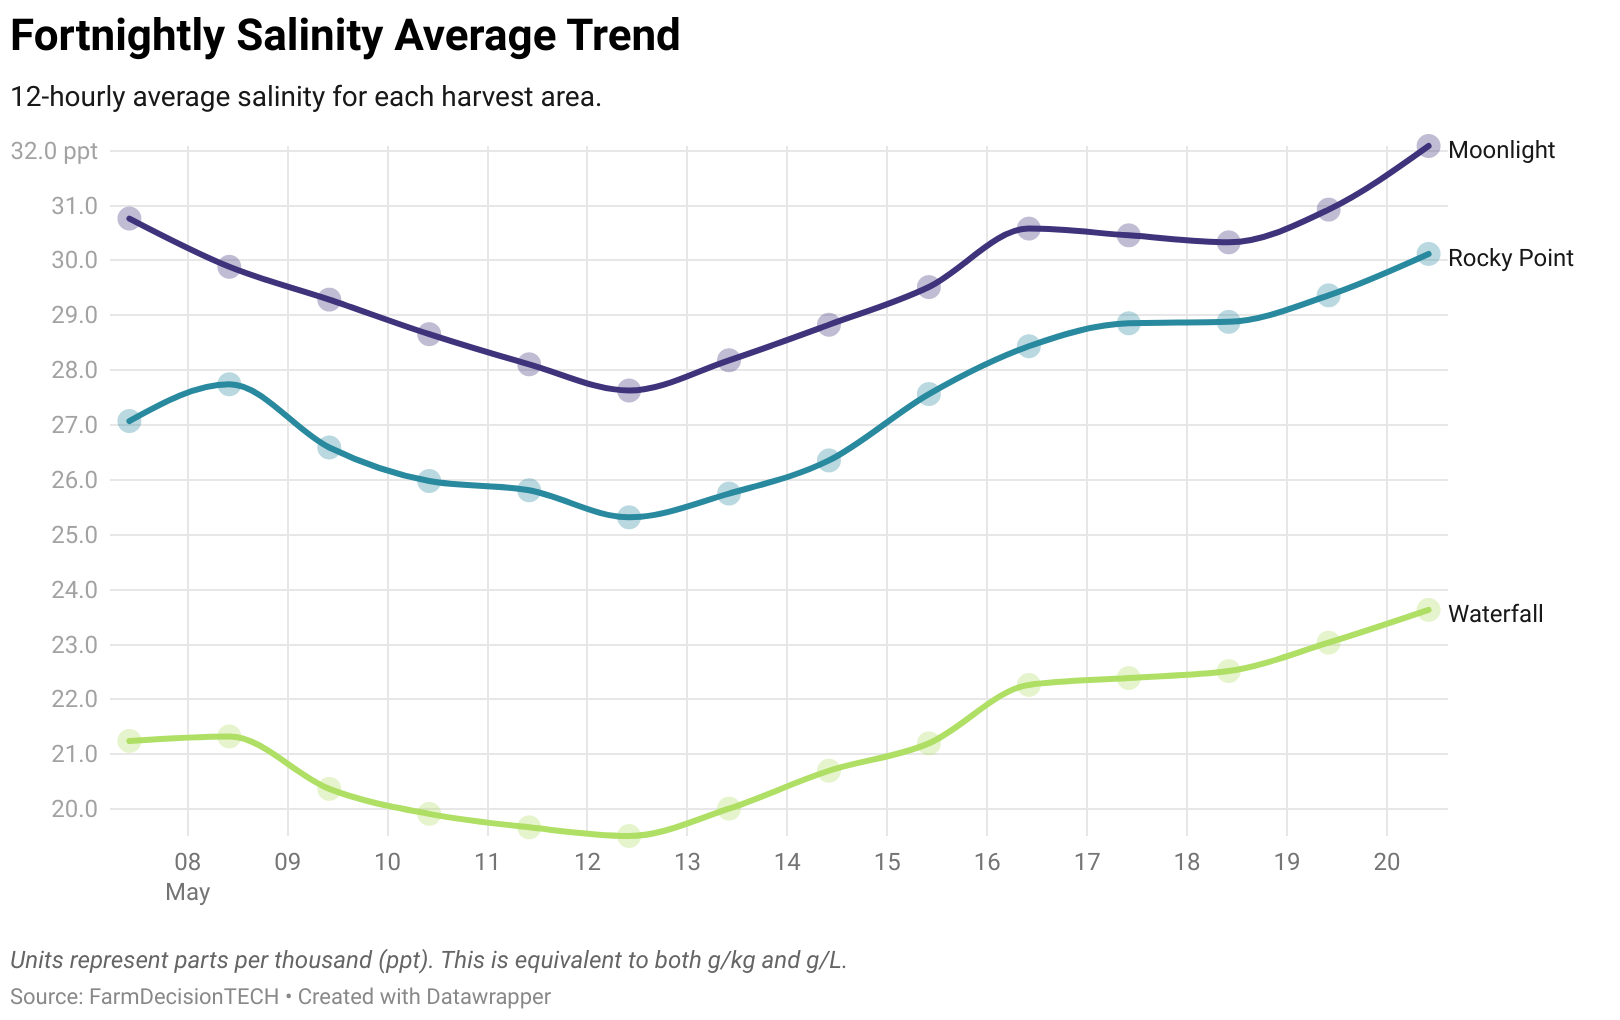 Fortnightly Salinity Average Trend
12-hourly average salinity for each harvest area.
32.0 ppt
31.0
30.0
29.0
28.0
27.0
26.0
25.0
24.0
23.0
22.0
21.0
20.0
Moonlight
Rocky Point
Waterfall
08 09 10 11 12 13 14 15 16 17 18 19 20
May
Units represent parts per thousand (ppt). This is equivalent to both g/kg and g/L.
Source: FarmDecisionTECH • Created with Datawrapper